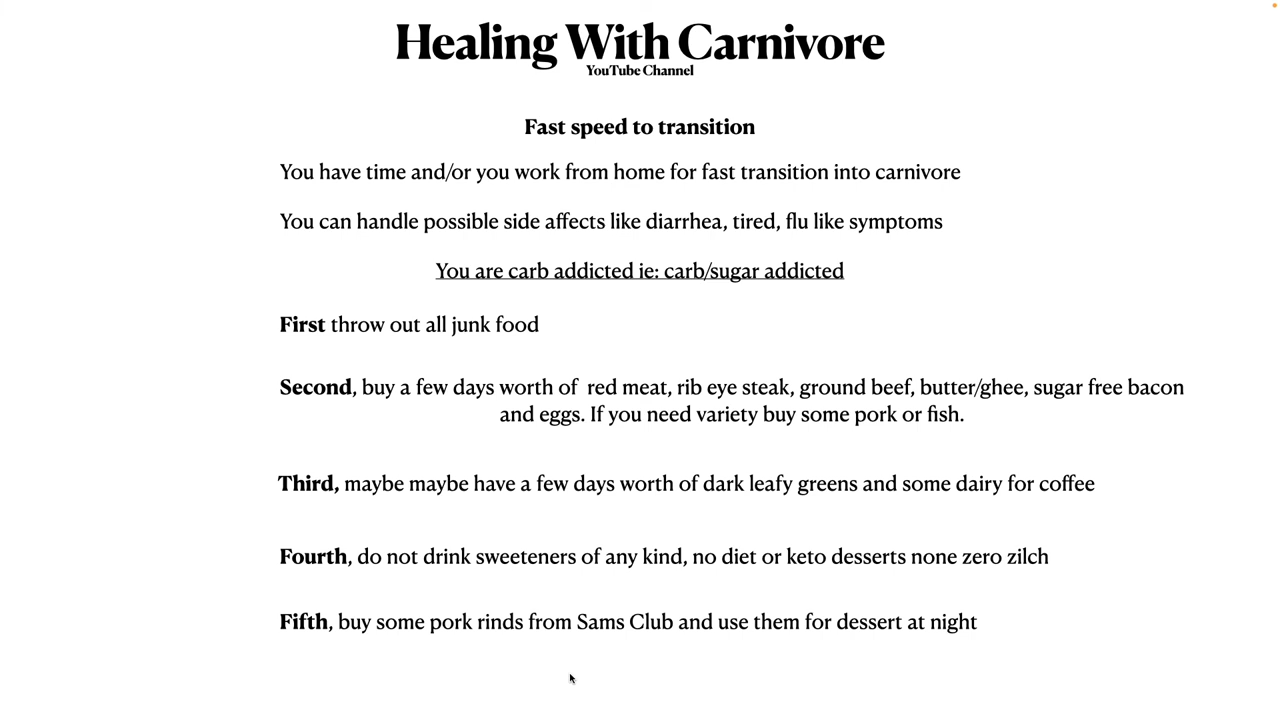 Healing With Carnivore
YouTube Channel
Fast speed to transition
You have time and/or you work from home for fast transition into carnivore
You can handle possible side affects like diarrhea, tired, flu like symptoms
You are carb addicted ie: carb/sugar addicted
First throw out all junk food
Second, buy a few days worth of  red meat, rib eye steak, ground beef, butter/ghee, sugar free bacon
and eggs. If you need variety buy some pork or fish.
Third, maybe maybe have a few days worth of dark leafy greens and some dairy for coffee
Fourth, do not drink sweeteners of any kind, no diet or keto desserts none zero zilch
Fifth, buy some pork rinds from Sams Club and use them for dessert at night